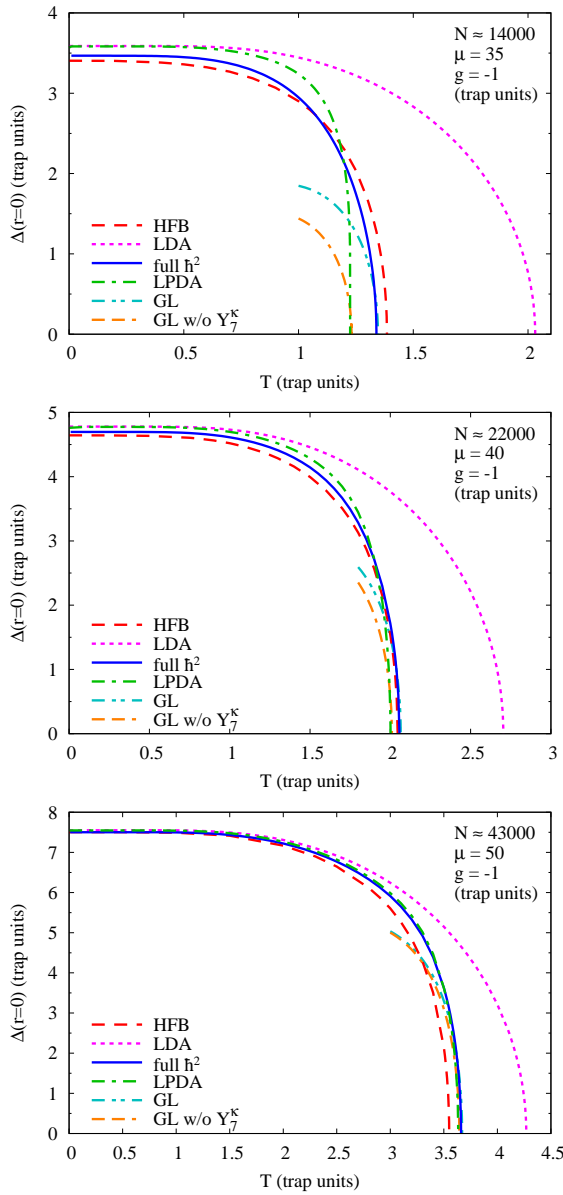 4
3
2
1
0
Δ(r=0) (trap units)
N ≈ 14000
μ = 35
g = -1
(trap units)
HFB
LDA
full ħ²
LPDA
GL
GL w/o Y₇ᴷ
0 0.5 1 1.5 2
T (trap units)
5
4
3
2
1
0
Δ(r=0) (trap units)
N ≈ 22000
μ = 40
g = -1
(trap units)
HFB
LDA
full ħ²
LPDA
GL
GL w/o Y₇ᴷ
0 0.5 1 1.5 2 2.5 3
T (trap units)
8
7
6
5
4
3
2
1
0
Δ(r=0) (trap units)
N ≈ 43000
μ = 50
g = -1
(trap units)
HFB
LDA
full ħ²
LPDA
GL
GL w/o Y₇ᴷ
0 0.5 1 1.5 2 2.5 3 3.5 4 4.5
T (trap units)